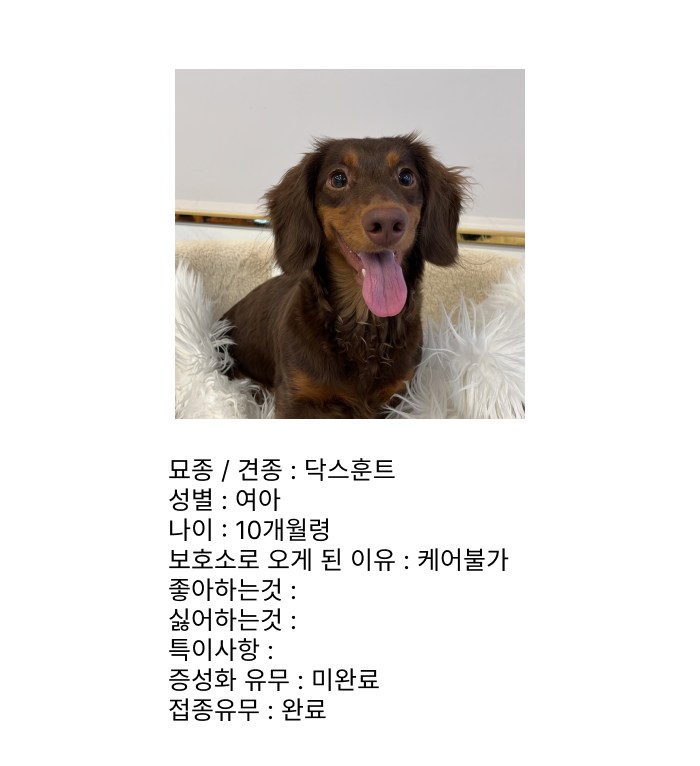 묘종 / 견종 : 닥스훈트
성별 : 여아
나이 : 10개월령
보호소로 오게 된 이유 : 케어불가
좋아하는것 :
싫어하는것 :
특이사항 :
증성화 유무 : 미완료
접종유무 : 완료